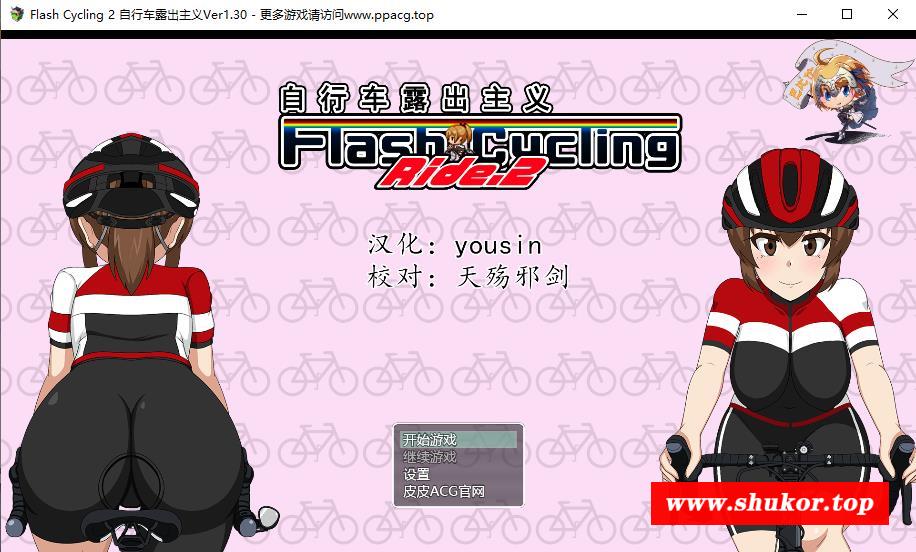 Flash Cycling 2 自行车露出主义Ver1.30 - 更多游戏请访问www.ppacg.top
自行车露出主义
Flash Cycling
Ride.2
汉化：yousin
校对：天殇邪剑
开始游戏
继续游戏
设置
皮皮ACG官网
www.shukor.top